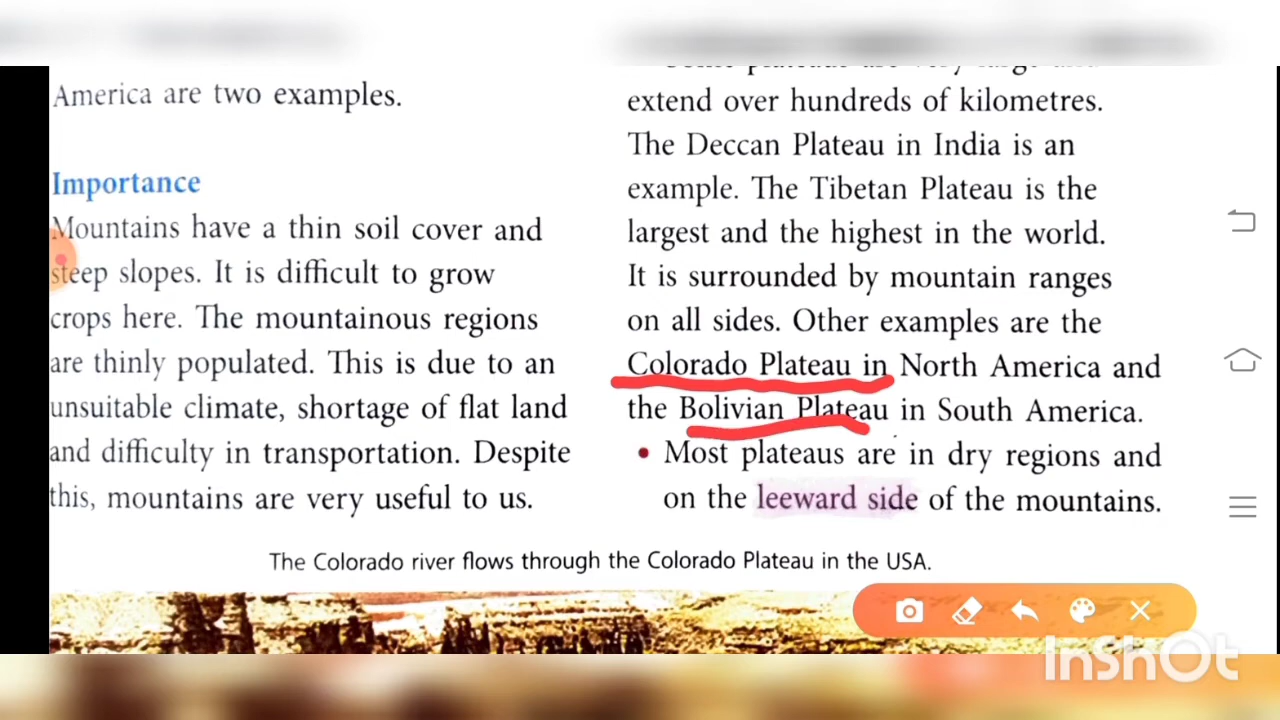 America are two examples.
Importance
Mountains have a thin soil cover and
steep slopes. It is difficult to grow
crops here. The mountainous regions
are thinly populated. This is due to an
unsuitable climate, shortage of flat land
and difficulty in transportation. Despite
this, mountains are very useful to us.
extend over hundreds of kilometres.
The Deccan Plateau in India is an
example. The Tibetan Plateau is the
largest and the highest in the world.
It is surrounded by mountain ranges
on all sides. Other examples are the
Colorado Plateau in North America and
the Bolivian Plateau in South America.
• Most plateaus are in dry regions and
on the leeward side of the mountains.
The Colorado river flows through the Colorado Plateau in the USA.
InShOt